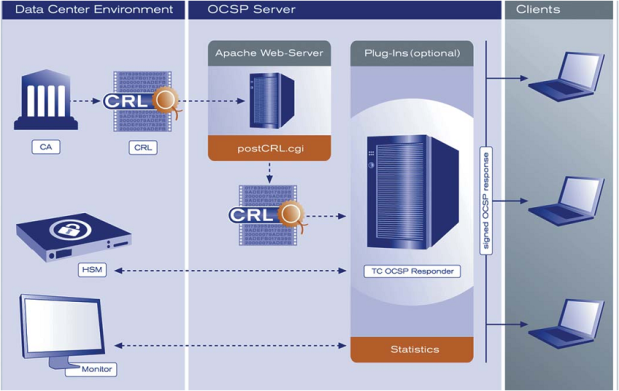 Data Center Environment
OCSP Server
Clients
Apache Web-Server
Plug-Ins (optional)
CRL
CA
CRL
postCRL.cgi
CRL
signed OCSP response
HSM
TC OCSP Responder
Monitor
Statistics